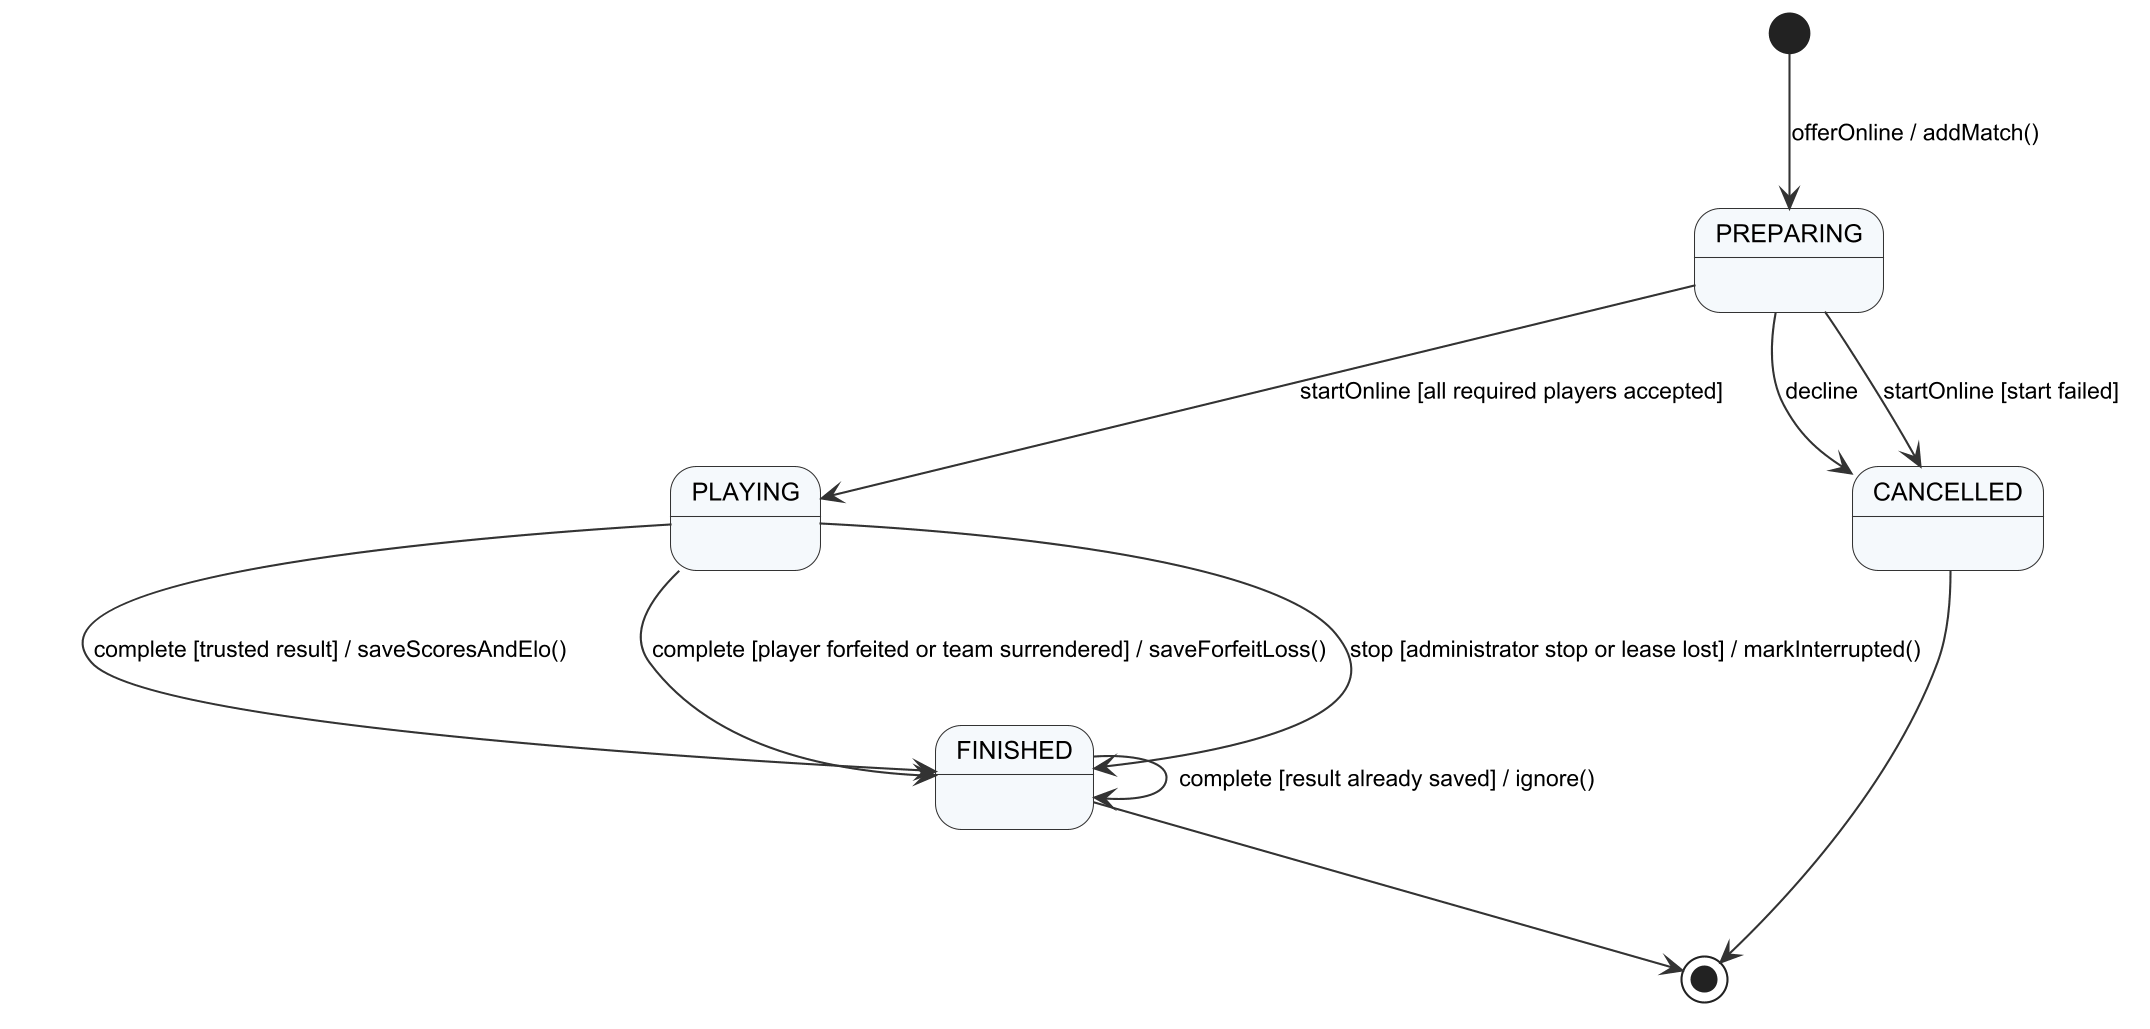 offerOnline / addMatch()
PREPARING
startOnline [all required players accepted]
decline
startOnline [start failed]
PLAYING
CANCELLED
complete [trusted result] / saveScoresAndElo()
complete [player forfeited or team surrendered] / saveForfeitLoss()
stop [administrator stop or lease lost] / markInterrupted()
FINISHED
complete [result already saved] / ignore()